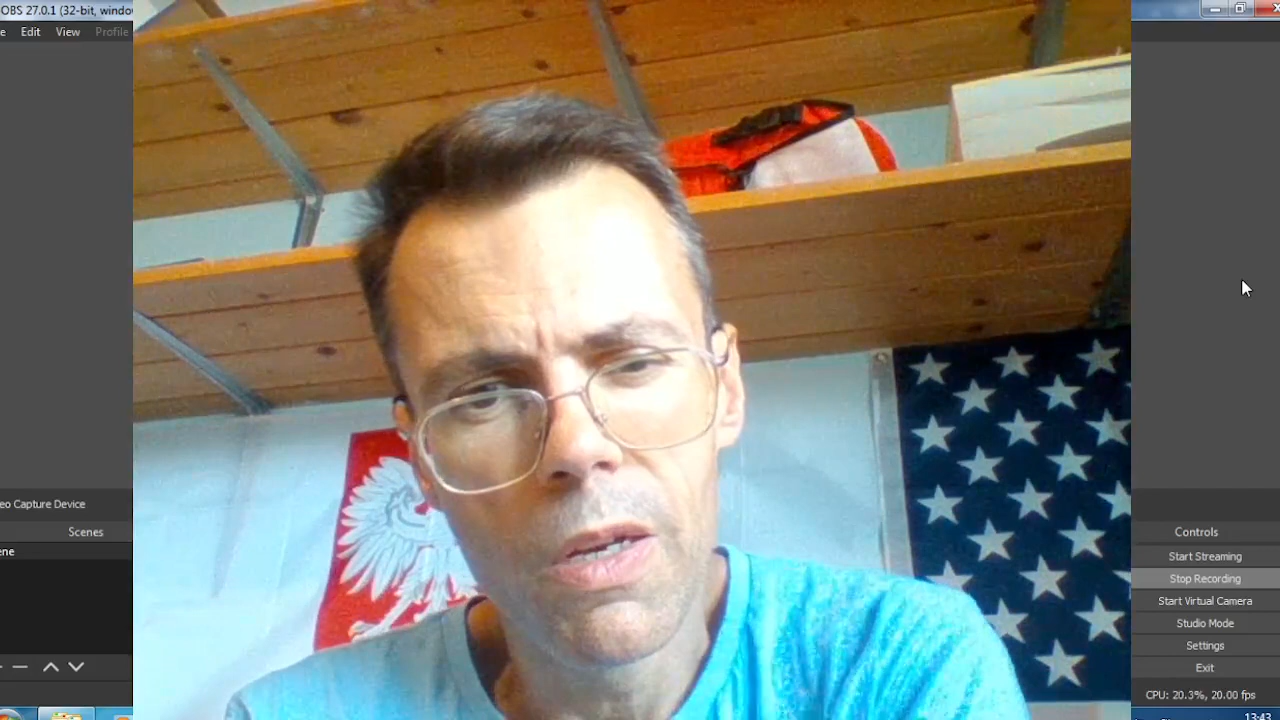 OBS 27.0.1 (32-bit, windo
e Edit View Profile
eo Capture Device
Scenes
ene
Controls
Start Streaming
Stop Recording
Start Virtual Camera
Studio Mode
Settings
Exit
CPU: 20.3%, 20.00 fps
13:43